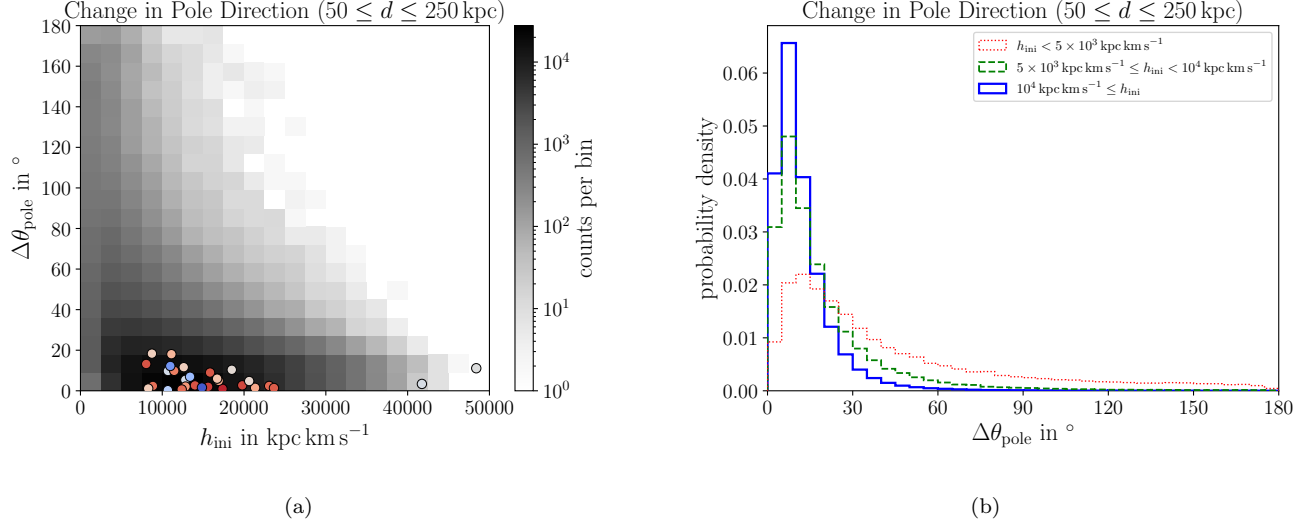 Change in Pole Direction (50 ≤ d ≤ 250 kpc)
180
160
140
120
100
80
60
40
20
0
Δθpole in °
0 10000 20000 30000 40000 50000
h_ini in kpc km s⁻¹
10⁴
10³
10²
10¹
10⁰
counts per bin
(a)
Change in Pole Direction (50 ≤ d ≤ 250 kpc)
h_ini < 5 × 10³ kpc km s⁻¹
5 × 10³ kpc km s⁻¹ ≤ h_ini < 10⁴ kpc km s⁻¹
10⁴ kpc km s⁻¹ ≤ h_ini
0.06
0.05
0.04
0.03
0.02
0.01
0.00
probability density
0 30 60 90 120 150 180
Δθpole in °
(b)